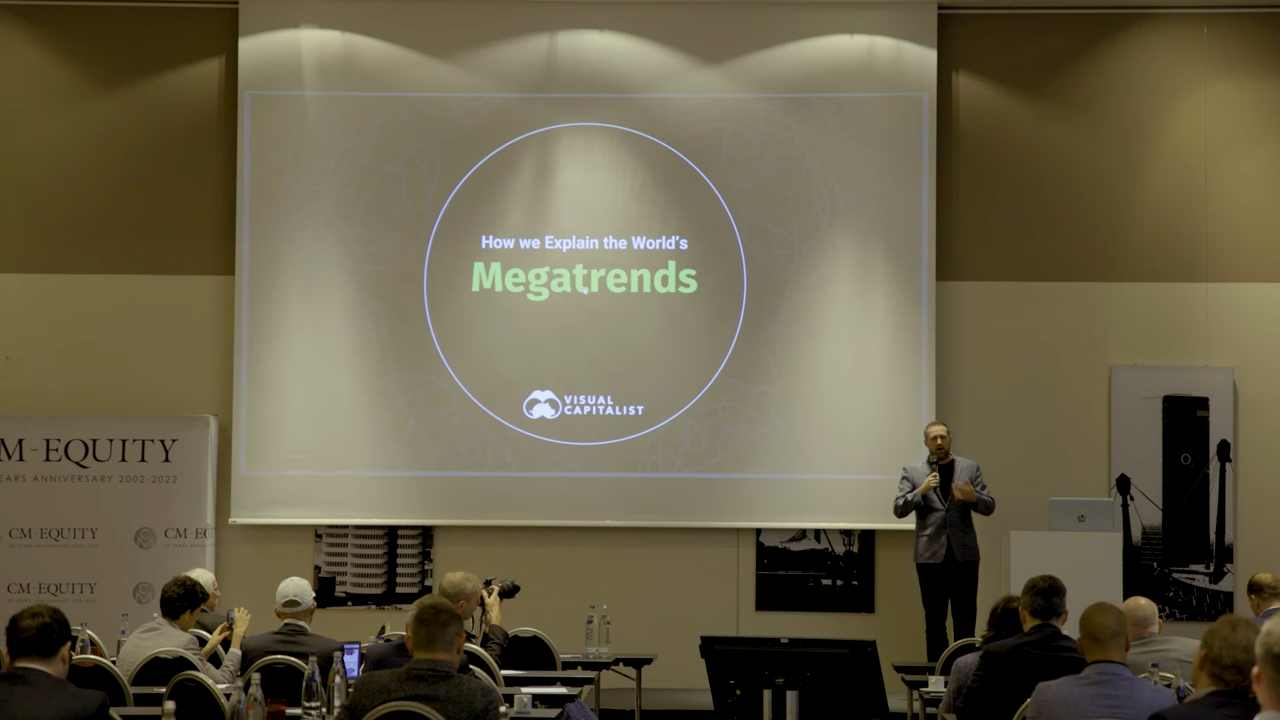 How we Explain the World's
Megatrends
VISUAL
CAPITALIST
M-EQUITY
EARS ANNIVERSARY 2002-2022
CM-EQUITY
CM-EC
CM-EQUITY
hp